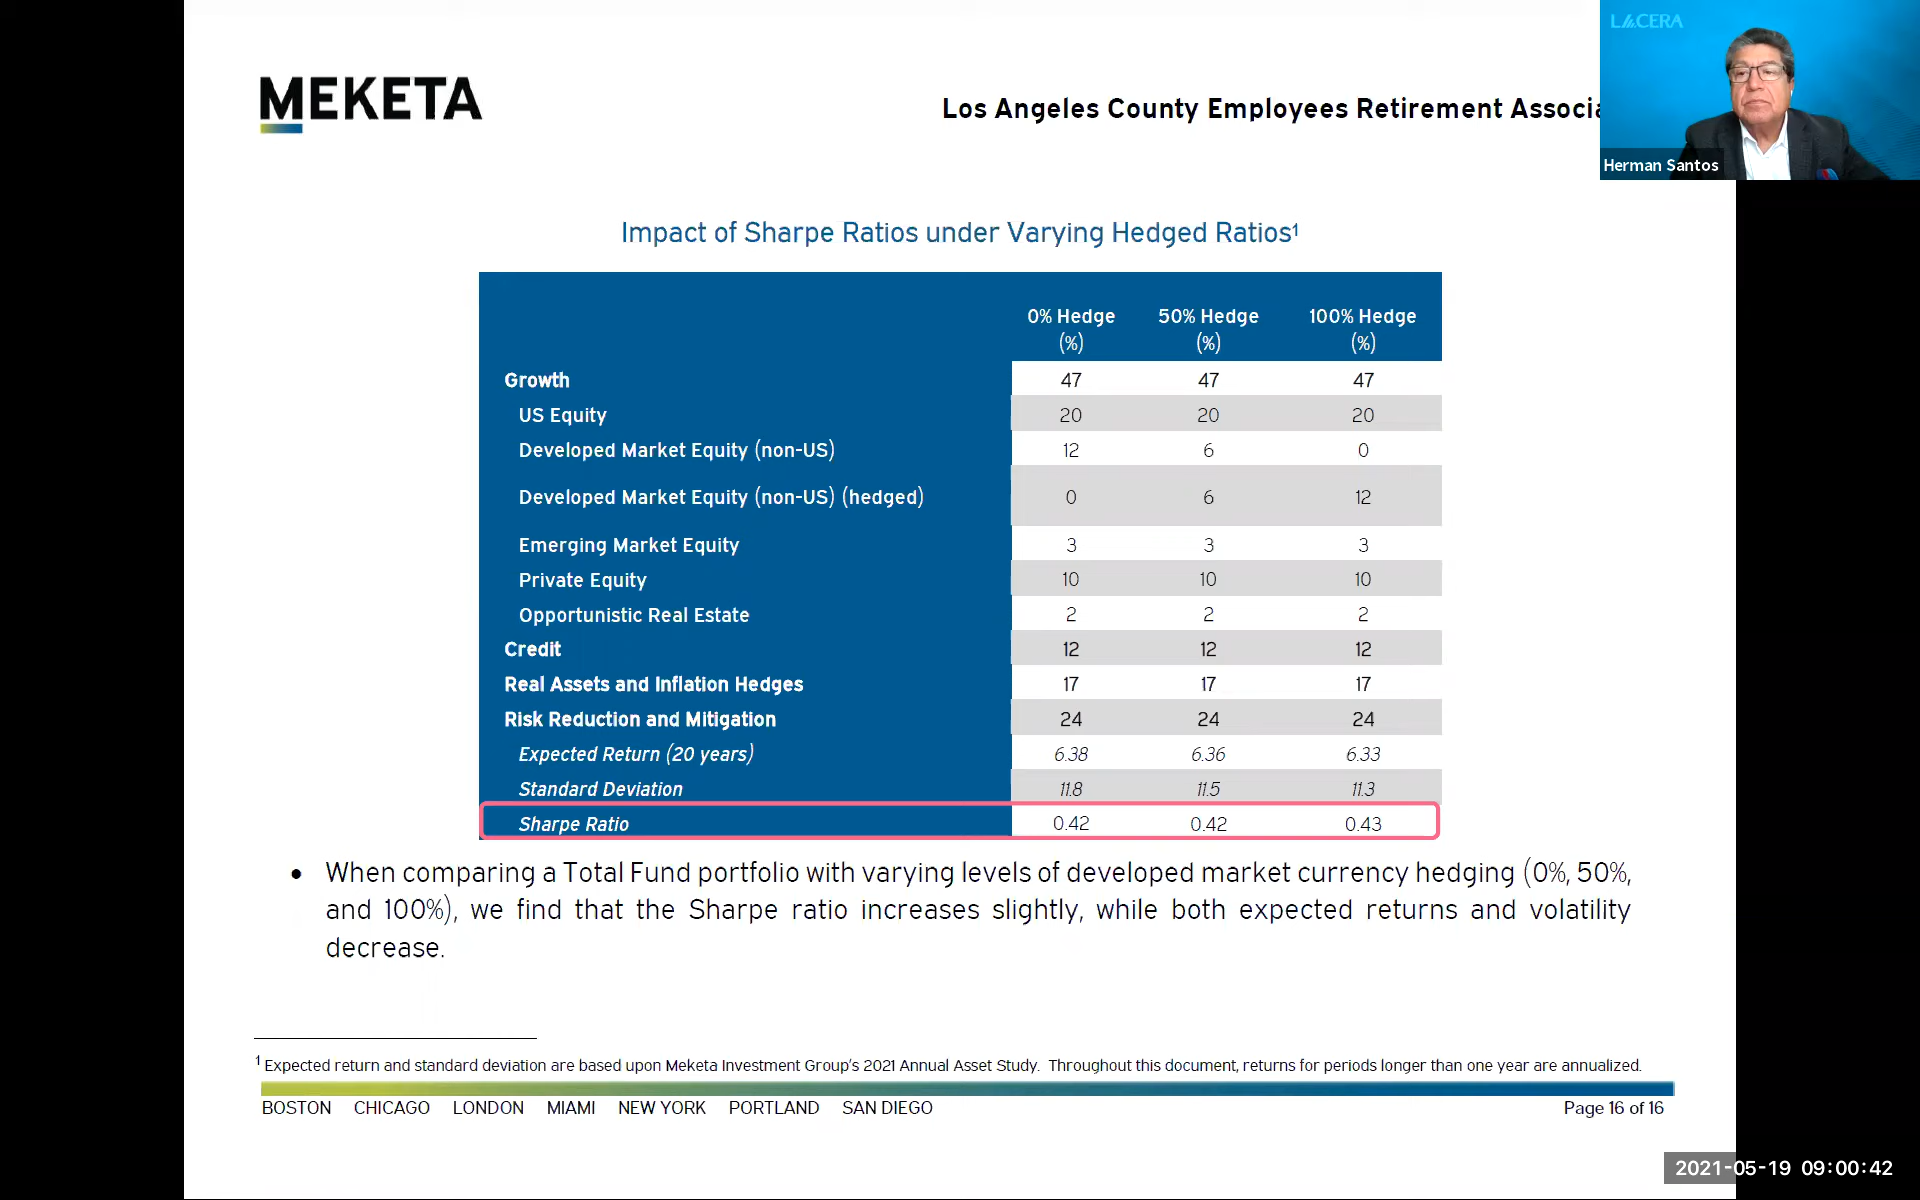 MEKETA
Los Angeles County Employees Retirement Associa
LACERA
Herman Santos
Impact of Sharpe Ratios under Varying Hedged Ratios¹
0% Hedge 50% Hedge 100% Hedge
(%) (%) (%)
Growth 47 47 47
US Equity 20 20 20
Developed Market Equity (non-US) 12 6 0
Developed Market Equity (non-US) (hedged) 0 6 12
Emerging Market Equity 3 3 3
Private Equity 10 10 10
Opportunistic Real Estate 2 2 2
Credit 12 12 12
Real Assets and Inflation Hedges 17 17 17
Risk Reduction and Mitigation 24 24 24
Expected Return (20 years) 6.38 6.36 6.33
Standard Deviation 11.8 11.5 11.3
Sharpe Ratio 0.42 0.42 0.43
• When comparing a Total Fund portfolio with varying levels of developed market currency hedging (0%, 50%,
and 100%), we find that the Sharpe ratio increases slightly, while both expected returns and volatility
decrease.
¹ Expected return and standard deviation are based upon Meketa Investment Group's 2021 Annual Asset Study. Throughout this document, returns for periods longer than one year are annualized.
BOSTON CHICAGO LONDON MIAMI NEW YORK PORTLAND SAN DIEGO
Page 16 of 16
2021-05-19 09:00:42